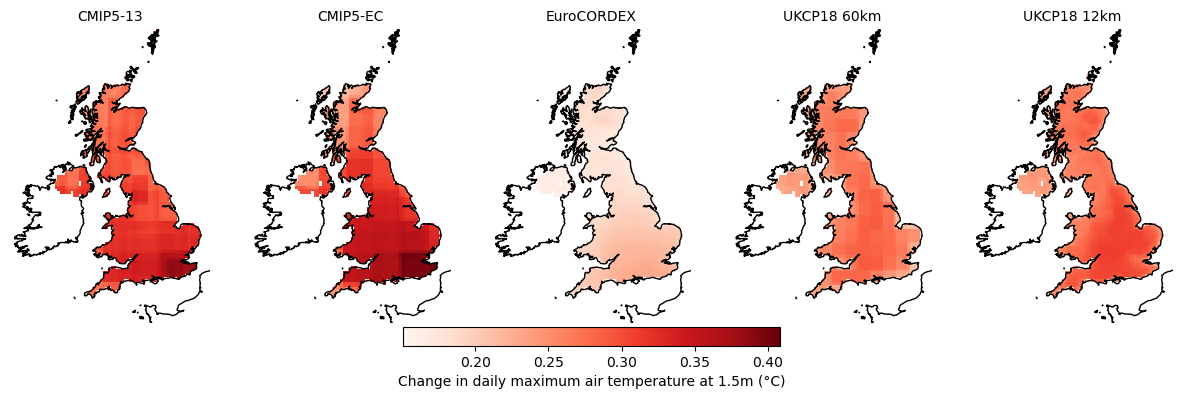 CMIP5-13 CMIP5-EC EuroCORDEX UKCP18 60km UKCP18 12km
0.20 0.25 0.30 0.35 0.40
Change in daily maximum air temperature at 1.5m (°C)